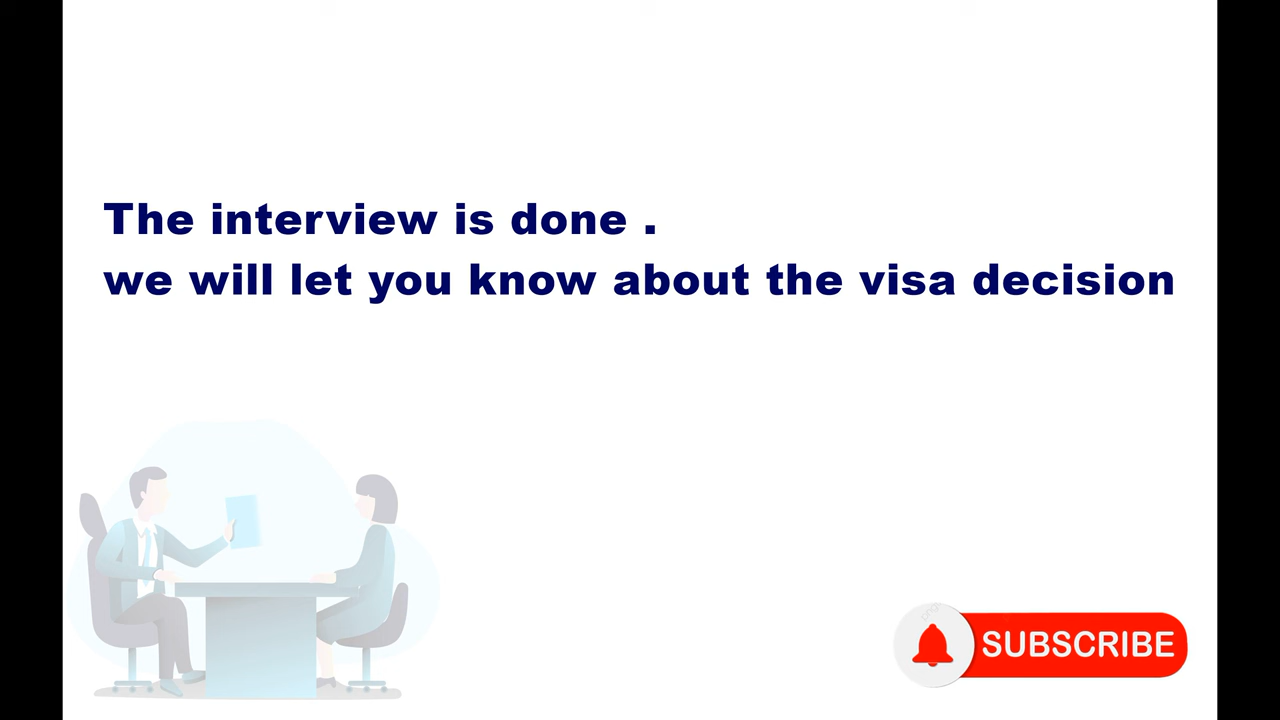 The interview is done .
we will let you know about the visa decision
SUBSCRIBE